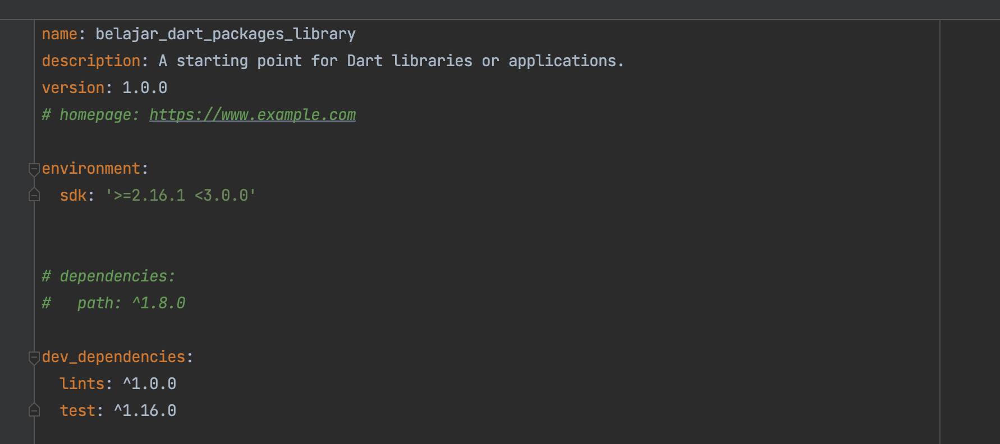 name: belajar_dart_packages_library
description: A starting point for Dart libraries or applications.
version: 1.0.0
# homepage: https://www.example.com
environment:
  sdk: '>=2.16.1 <3.0.0'
# dependencies:
#   path: ^1.8.0
dev_dependencies:
  lints: ^1.0.0
  test: ^1.16.0